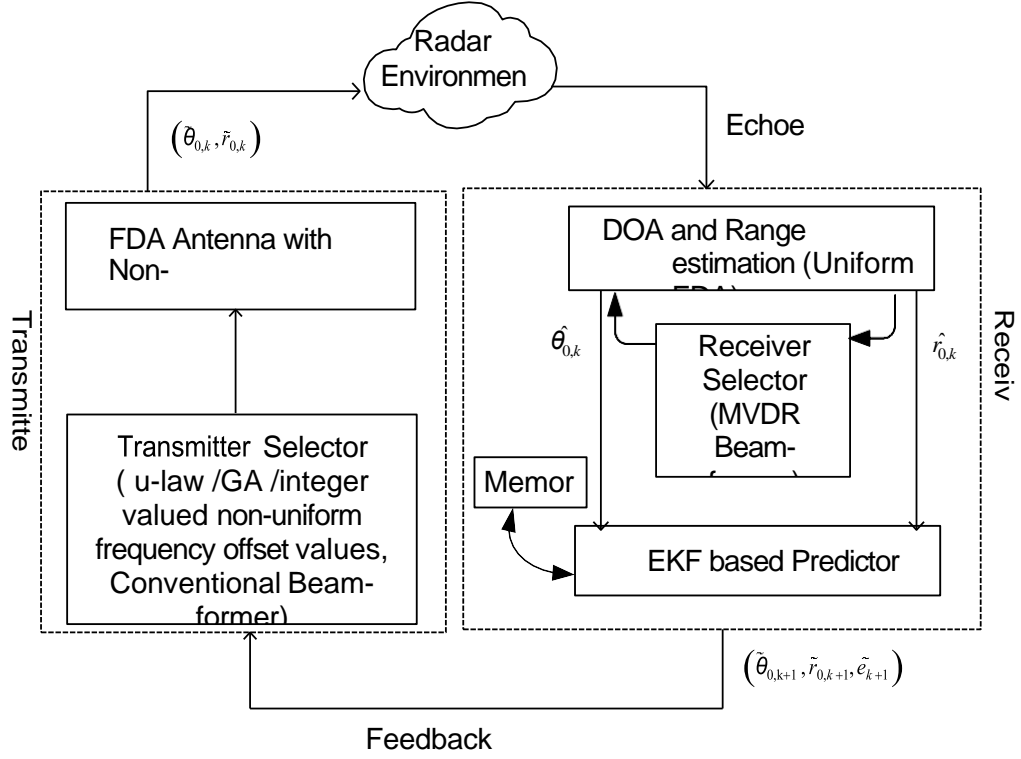 Radar
Environmen
(θ̃₀,ₖ, r̃₀,ₖ)
Echoe
FDA Antenna with
Non-
DOA and Range
estimation (Uniform
FDA)
Transmitte
Receiv
θ̂₀,ₖ
r̂₀,ₖ
Receiver
Selector
(MVDR
Beam-
Transmitter Selector
( u-law /GA /integer
valued non-uniform
frequency offset values,
Conventional Beam-
former)
Memor
EKF based Predictor
(θ̃₀,ₖ₊₁, r̃₀,ₖ₊₁, ẽₖ₊₁)
Feedback